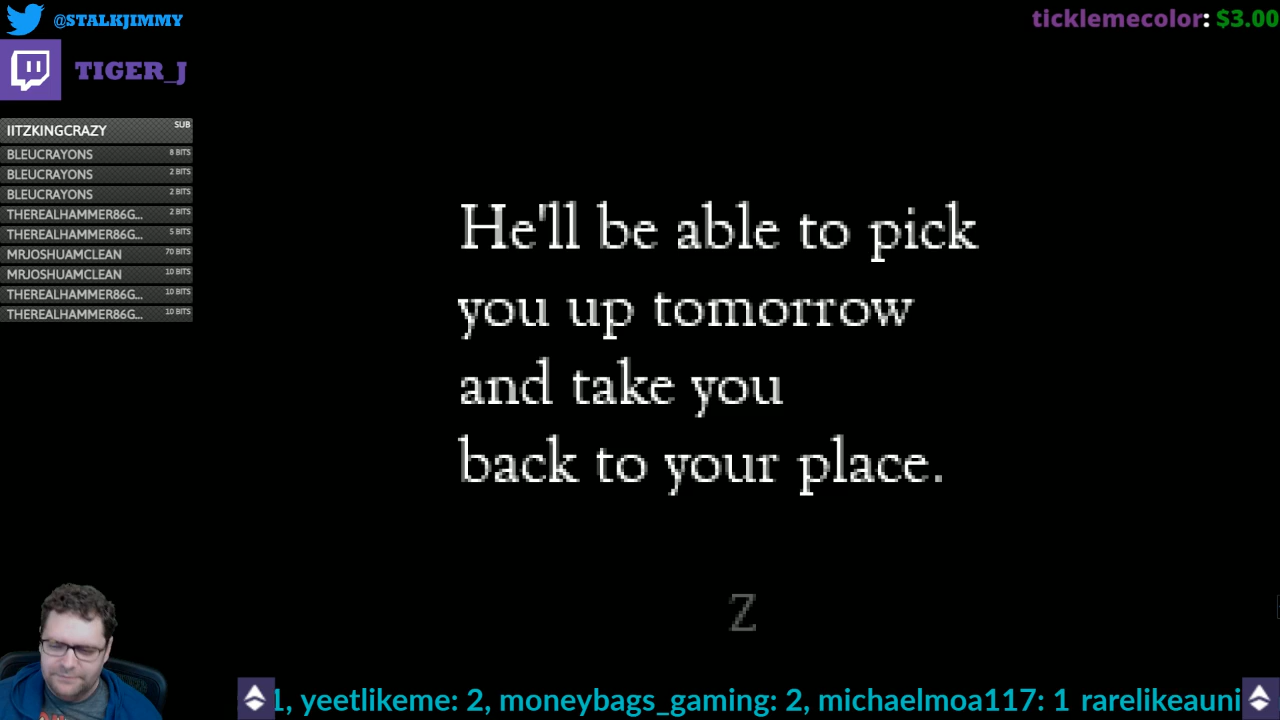 @STALKJIMMY
TIGER_J
ticklemecolor: $3.00
IITZKINGCRAZY SUB
BLEUCRAYONS 8 BITS
BLEUCRAYONS 2 BITS
BLEUCRAYONS 2 BITS
THEREALHAMMER86G... 2 BITS
THEREALHAMMER86G... 5 BITS
MRJOSHUAMCLEAN 70 BITS
MRJOSHUAMCLEAN 10 BITS
THEREALHAMMER86G... 10 BITS
THEREALHAMMER86G... 10 BITS
He'll be able to pick
you up tomorrow
and take you
back to your place.
Z
1, yeetlikeme: 2, moneybags_gaming: 2, michaelmoa117: 1 rarelikeauni